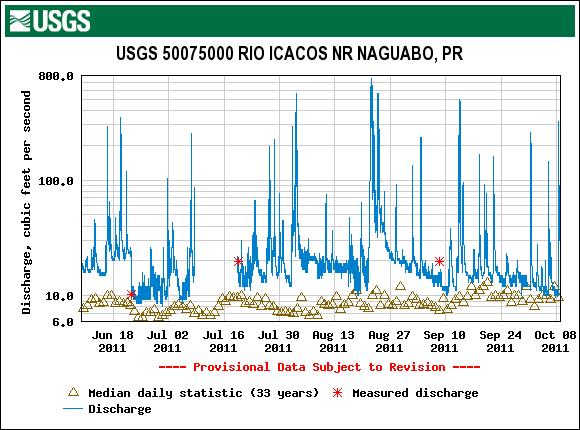 USGS
USGS 50075000 RIO ICACOS NR NAGUABO, PR
Discharge, cubic feet per second
800.0
100.0
10.0
6.0
Jun 18 Jul 02 Jul 16 Jul 30 Aug 13 Aug 27 Sep 10 Sep 24 Oct 08
2011 2011 2011 2011 2011 2011 2011 2011 2011
---- Provisional Data Subject to Revision ----
Median daily statistic (33 years) Measured discharge
Discharge